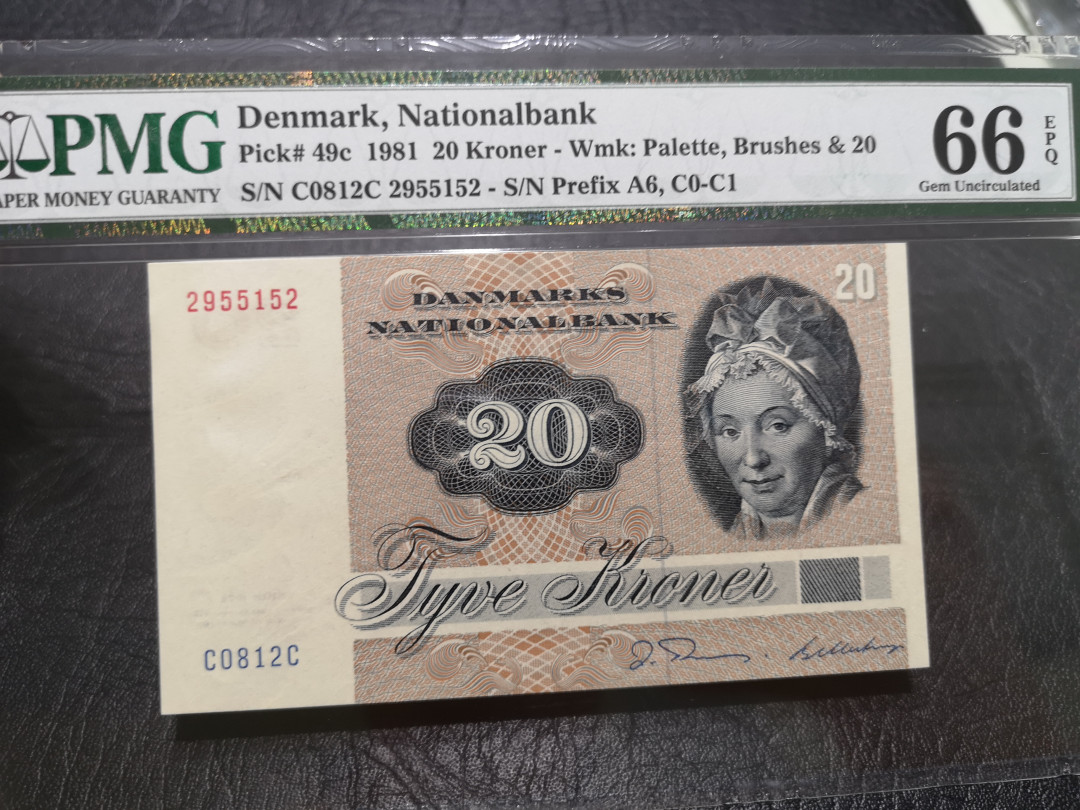 PMG
PAPER MONEY GUARANTY
Denmark, Nationalbank
Pick# 49c 1981 20 Kroner - Wmk: Palette, Brushes & 20
S/N C0812C 2955152 - S/N Prefix A6, C0-C1
66
EPQ
Gem Uncirculated
2955152
DANMARKS
NATIONALBANK
20
20
Tyve Kroner
C0812C